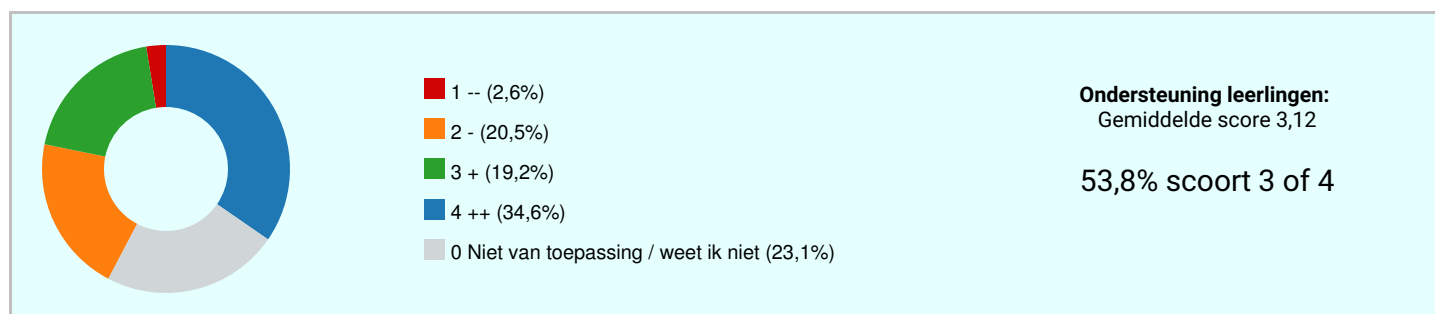 1 -- (2,6%)
2 - (20,5%)
3 + (19,2%)
4 ++ (34,6%)
0 Niet van toepassing / weet ik niet (23,1%)
Ondersteuning leerlingen:
Gemiddelde score 3,12
53,8% scoort 3 of 4